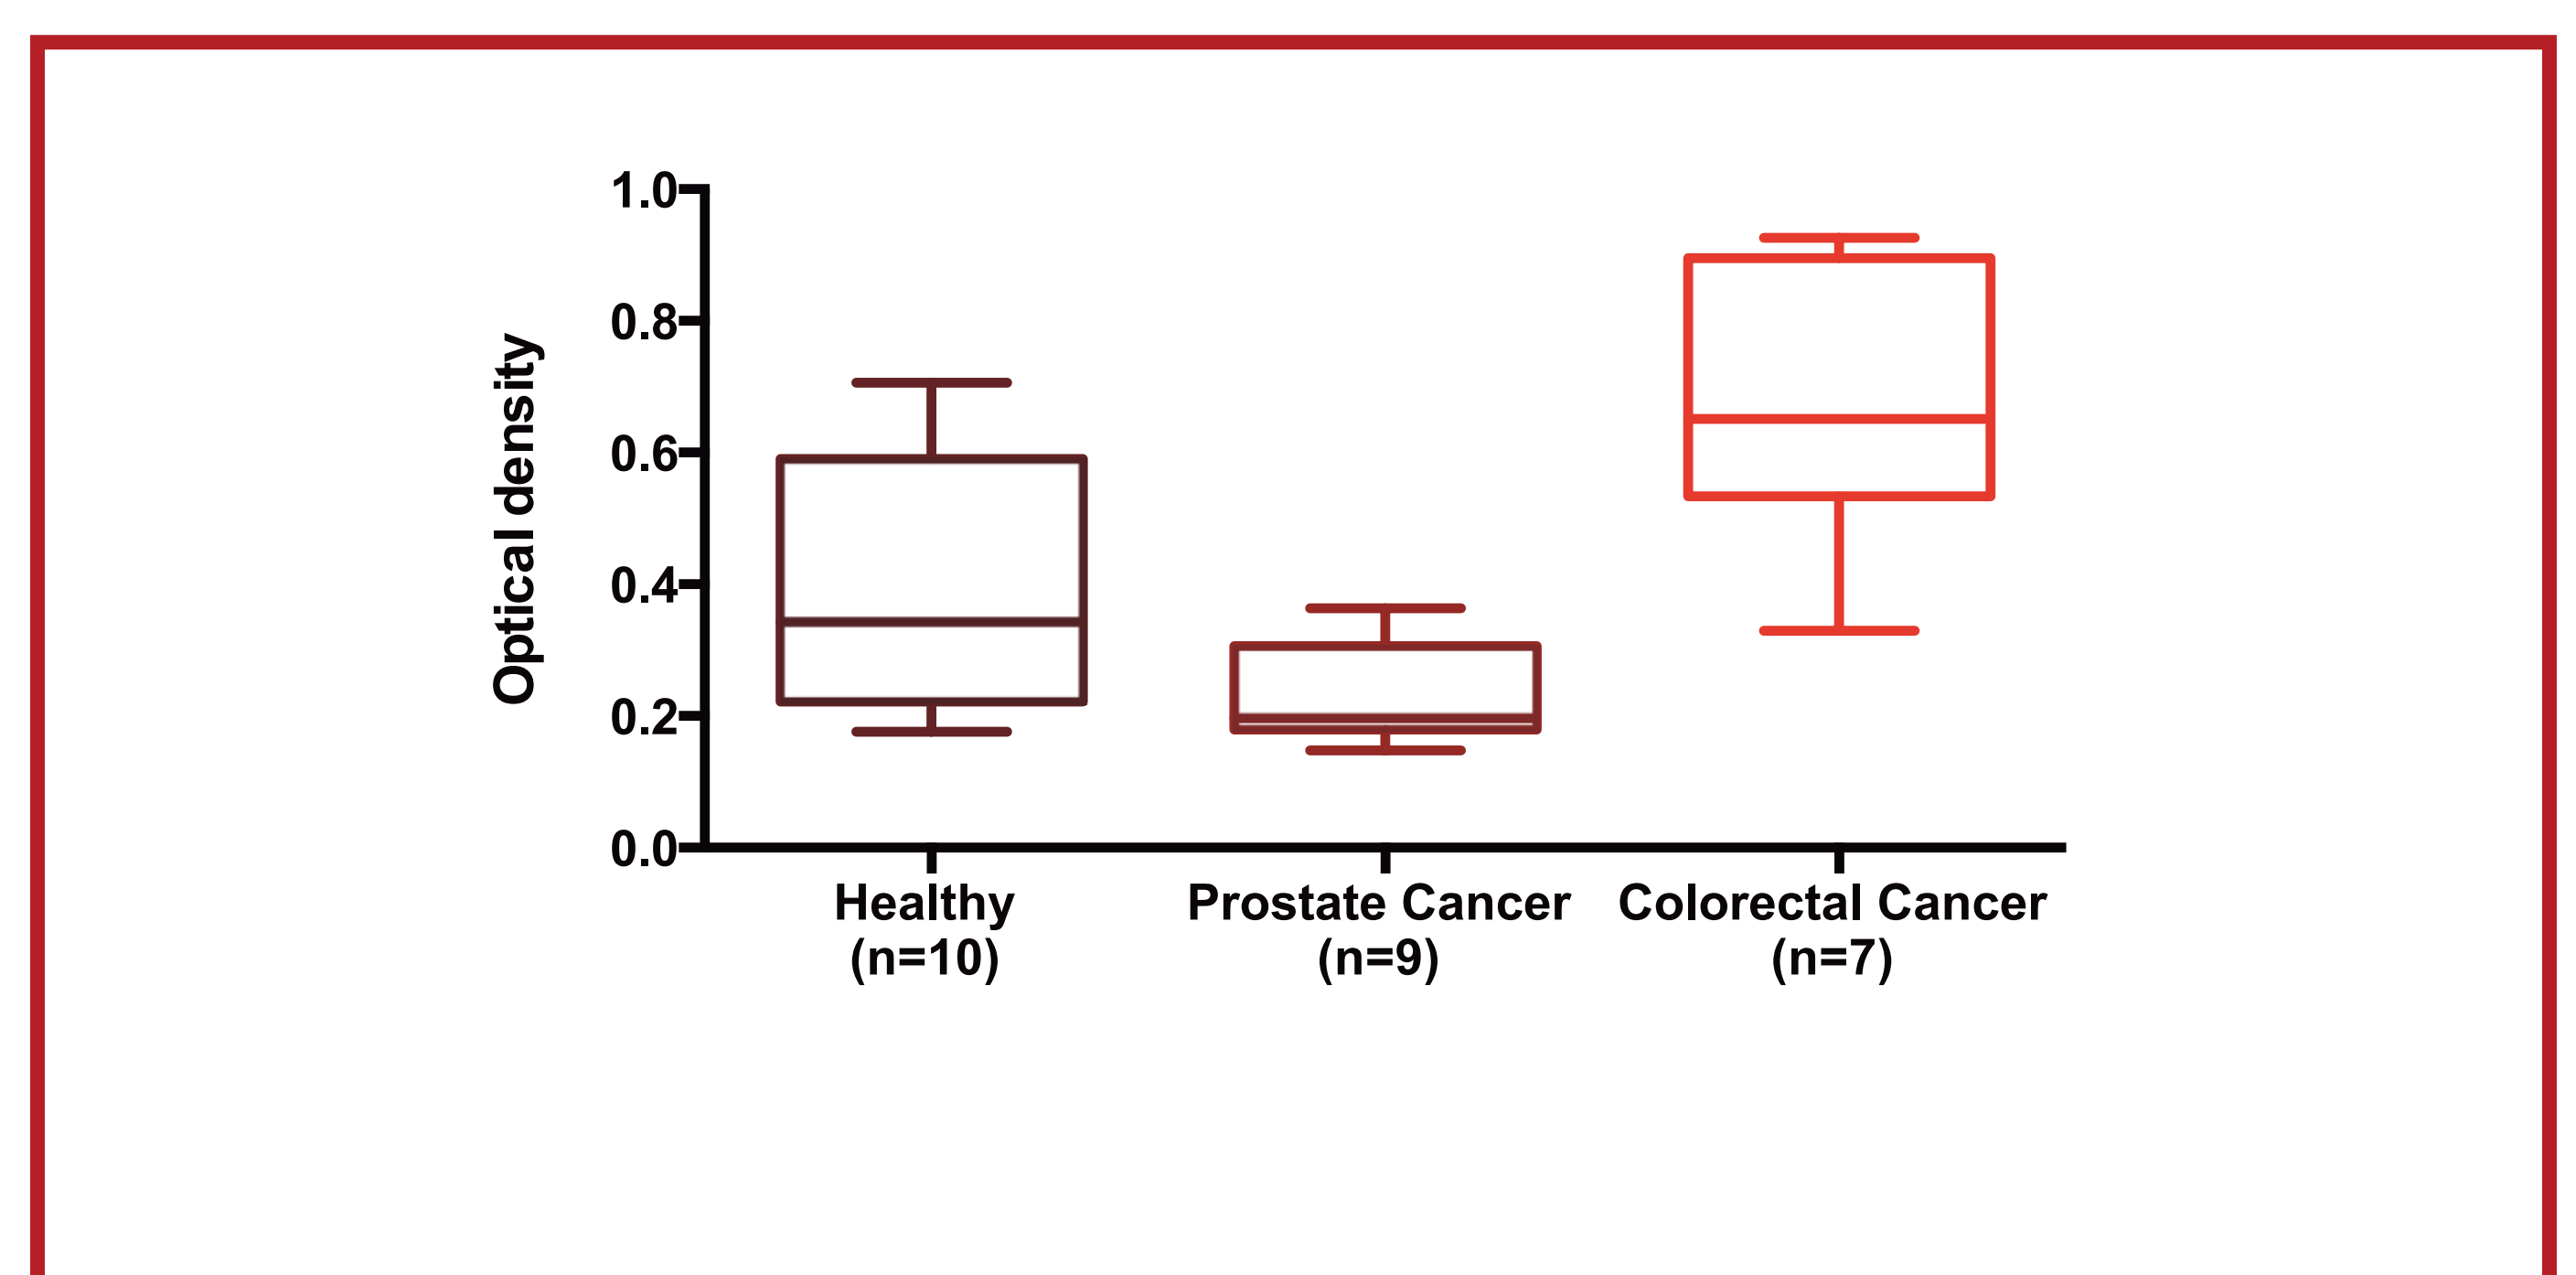 1.0
0.8
0.6
0.4
0.2
0.0
Optical density
Healthy
(n=10)
Prostate Cancer
(n=9)
Colorectal Cancer
(n=7)